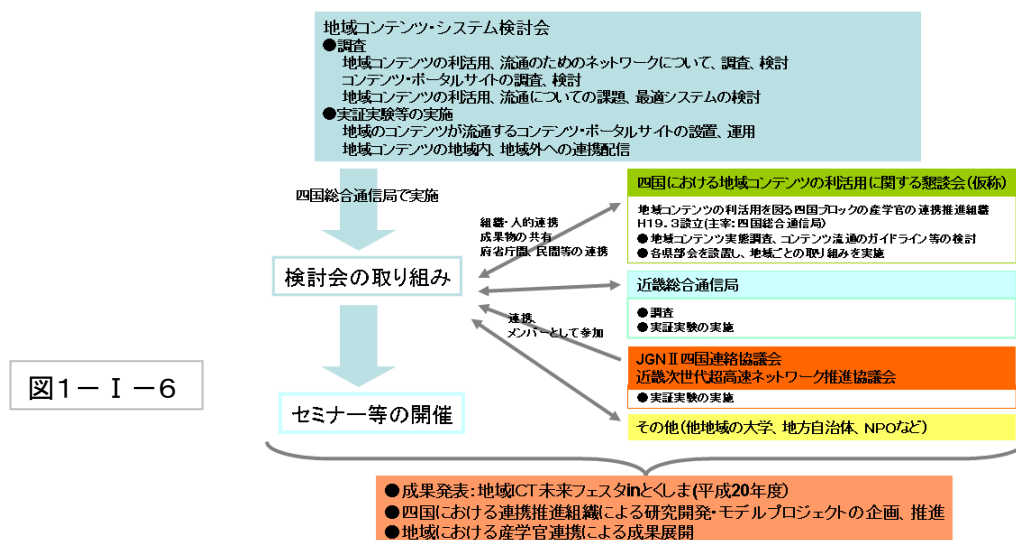 地域コンテンツ・システム検討会
●調査
地域コンテンツの利活用、流通のためのネットワークについて、調査、検討
コンテンツ・ポータルサイトの調査、検討
地域コンテンツの利活用、流通についての課題、最適システムの検討
●実証実験等の実施
地域のコンテンツが流通するコンテンツ・ポータルサイトの設置、運用
地域コンテンツの地域内、地域外への連携配信
四国総合通信局で実施
組織・人的連携
成果物の共有
府省庁間、民間等の連携
四国における地域コンテンツの利活用に関する懇談会(仮称)
地域コンテンツの利活用を図る四国ブロックの産学官の連携推進組織
H19.3設立(主宰:四国総合通信局)
●地域コンテンツ実態調査、コンテンツ流通のガイドライン等の検討
●各県部会を設置し、地域ごとの取り組みを実施
検討会の取り組み
近畿総合通信局
●調査
●実証実験の実施
連携、
メンバーとして参加
JGNⅡ四国連絡協議会
近畿次世代超高速ネットワーク推進協議会
●実証実験の実施
図1-Ⅰ-6
セミナー等の開催
その他(他地域の大学、地方自治体、NPOなど)
●成果発表:地域ICT未来フェスタinとくしま(平成20年度)
●四国における連携推進組織による研究開発・モデルプロジェクトの企画、推進
●地域における産学官連携による成果展開